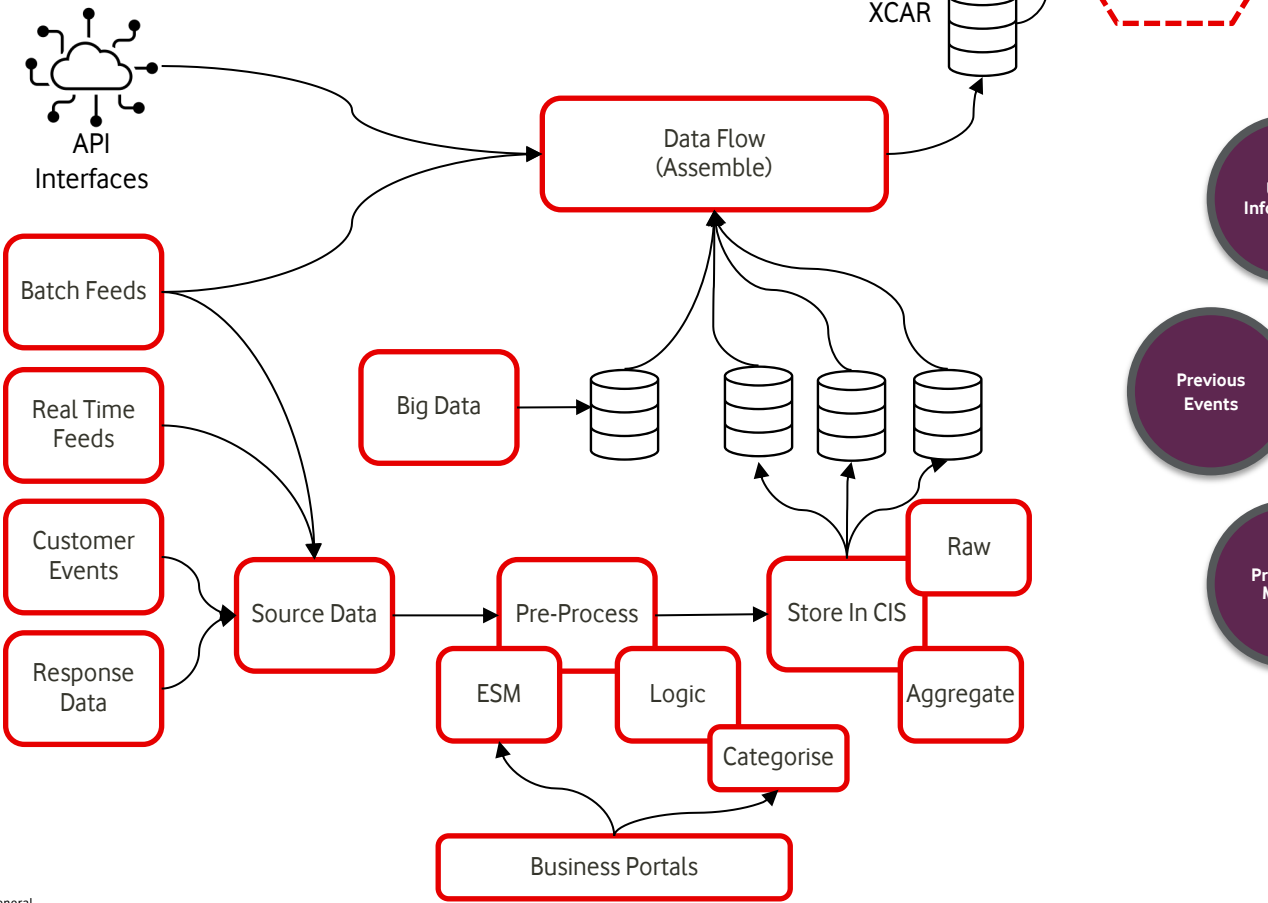 XCAR
API
Interfaces
Data Flow
(Assemble)
Batch Feeds
Real Time
Feeds
Big Data
Previous
Events
Customer
Events
Raw
Source Data
Pre-Process
Store In CIS
Response
Data
ESM
Logic
Aggregate
Categorise
Business Portals